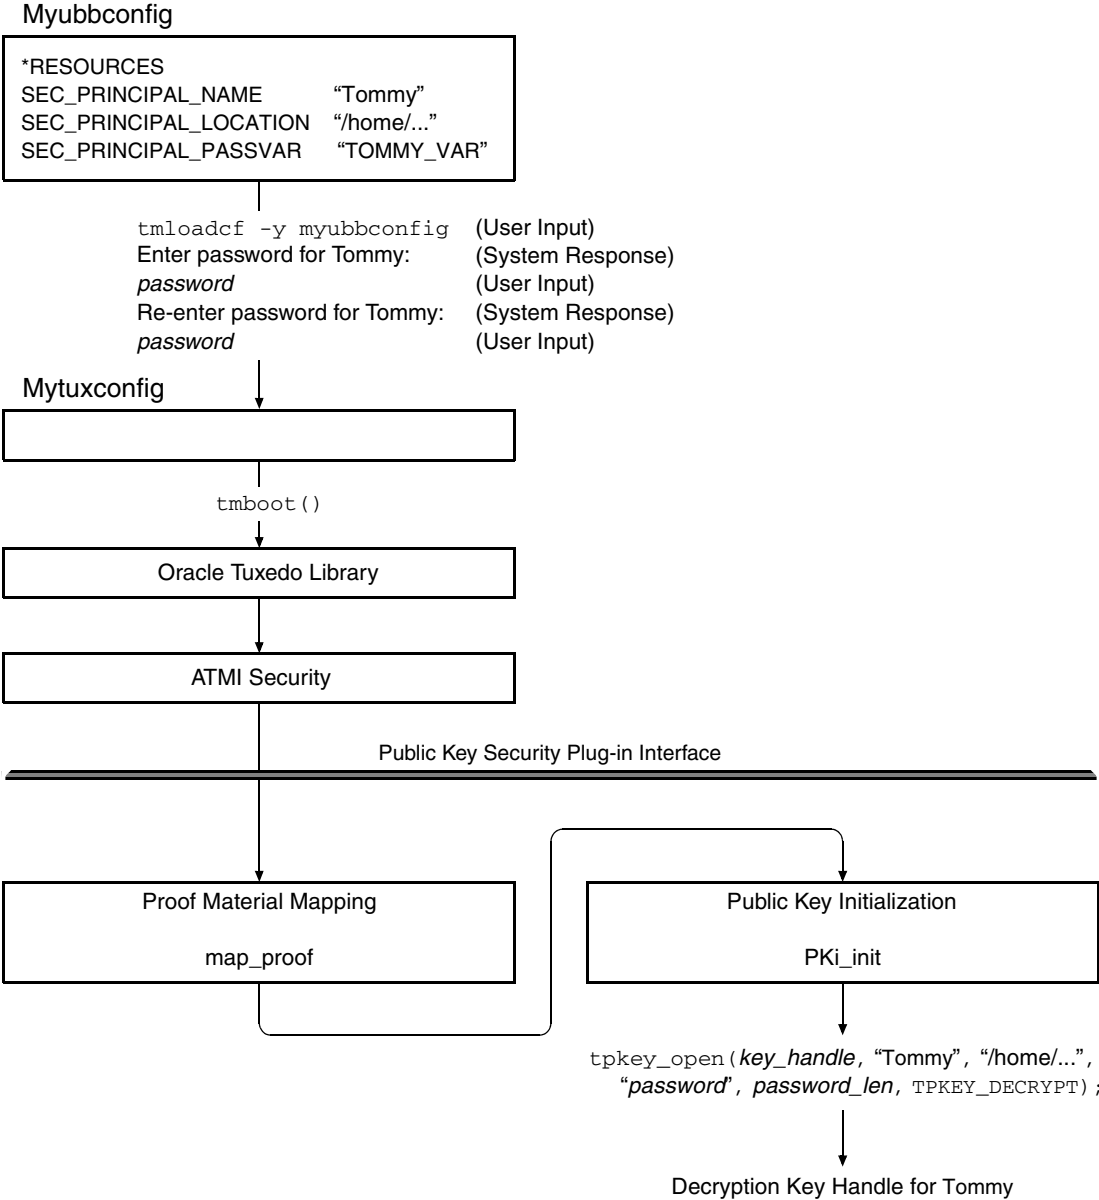 Myubbconfig
*RESOURCES
SEC_PRINCIPAL_NAME “Tommy”
SEC_PRINCIPAL_LOCATION “/home/...”
SEC_PRINCIPAL_PASSVAR “TOMMY_VAR”
tmloadcf -y myubbconfig (User Input)
Enter password for Tommy: (System Response)
password (User Input)
Re-enter password for Tommy: (System Response)
password (User Input)
Mytuxconfig
tmboot()
Oracle Tuxedo Library
ATMI Security
Public Key Security Plug-in Interface
Proof Material Mapping
map_proof
Public Key Initialization
PKi_init
tpkey_open(key_handle, “Tommy”, “/home/...”,
“password”, password_len, TPKEY_DECRYPT);
Decryption Key Handle for Tommy